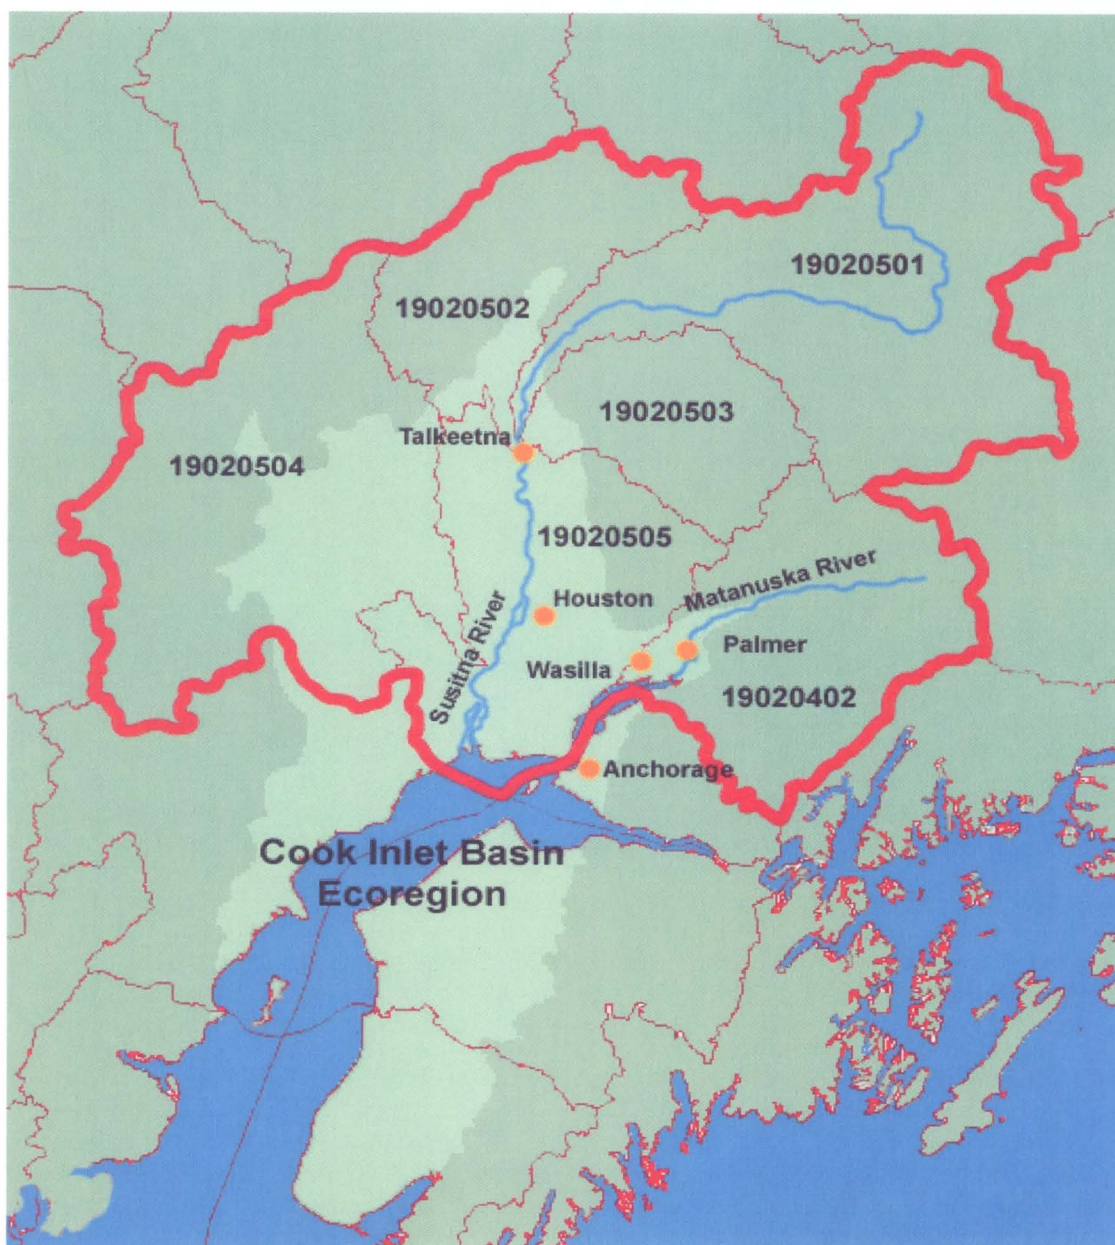 19020501
19020502
19020503
Talkeetna
19020504
19020505
Matanuska River
Houston
Susitna River
Palmer
Wasilla
19020402
Anchorage
Cook Inlet Basin
Ecoregion